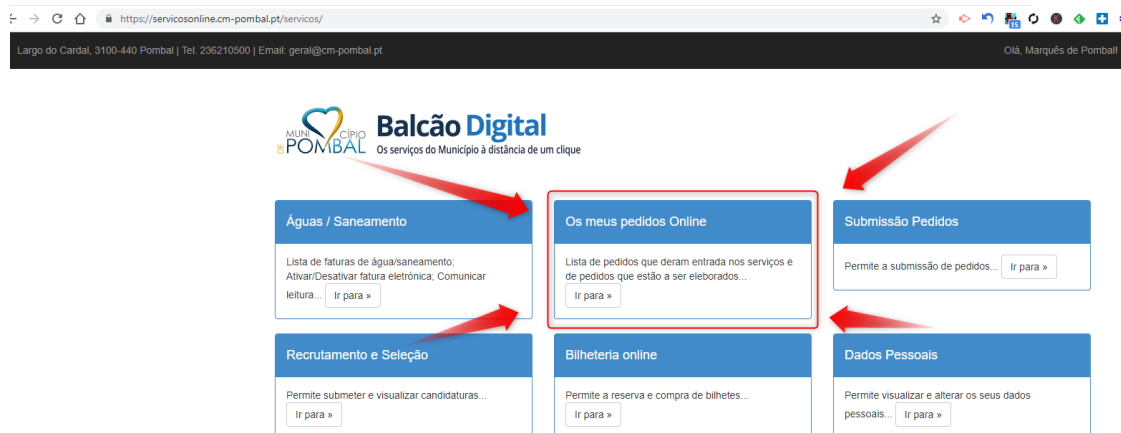 https://servicosonline.cm-pombal.pt/servicos/
15
Largo do Cardal, 3100-440 Pombal | Tel. 236210500 | Email: geral@cm-pombal.pt
Olá, Marquês de Pombal!
MUNICÍPIO
DE POMBAL
Balcão Digital
Os serviços do Município à distância de um clique
Águas / Saneamento
Lista de faturas de água/saneamento;
Ativar/Desativar fatura eletrónica; Comunicar
leitura... Ir para »
Os meus pedidos Online
Lista de pedidos que deram entrada nos serviços e
de pedidos que estão a ser eleborados...
Ir para »
Submissão Pedidos
Permite a submissão de pedidos... Ir para »
Recrutamento e Seleção
Permite submeter e visualizar candidaturas...
Ir para »
Bilheteria online
Permite a reserva e compra de bilhetes...
Ir para »
Dados Pessoais
Permite visualizar e alterar os seus dados
pessoais... Ir para »